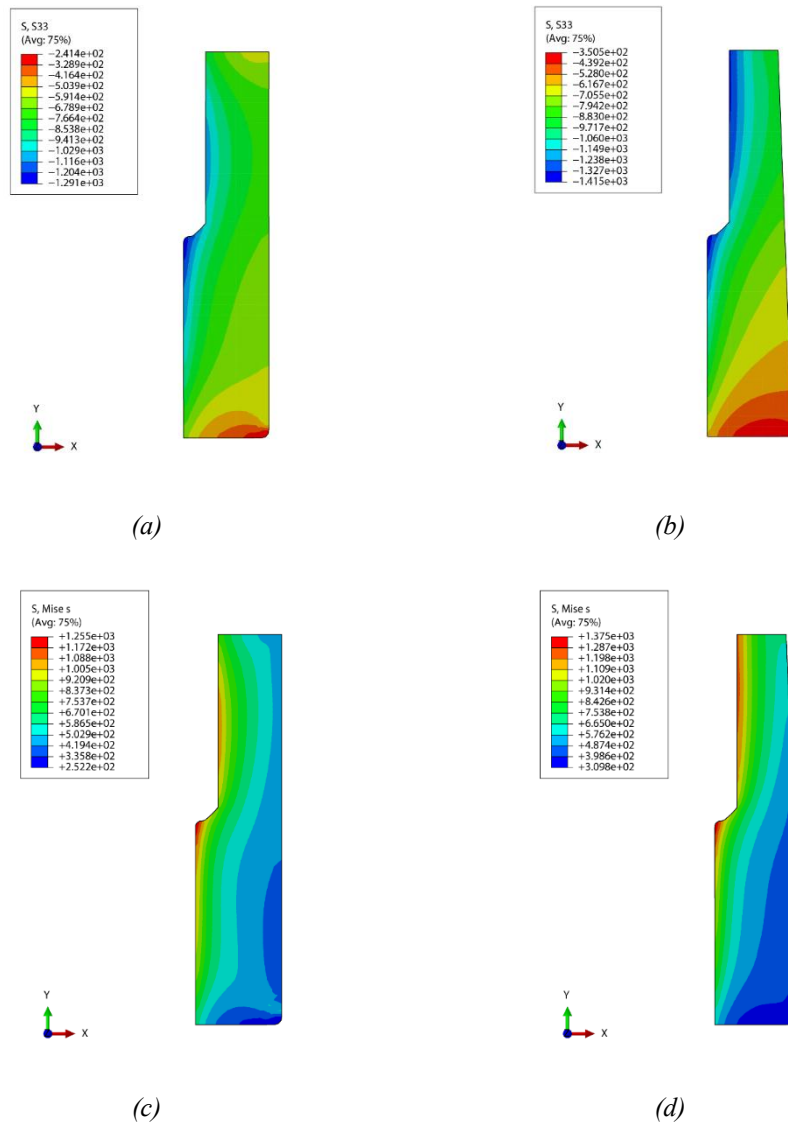 S, S33
(Avg: 75%)
−2.414e+02
−3.289e+02
−4.164e+02
−5.039e+02
−5.914e+02
−6.789e+02
−7.664e+02
−8.538e+02
−9.413e+02
−1.029e+03
−1.116e+03
−1.204e+03
−1.291e+03
Y
X
(a)
S, S33
(Avg: 75%)
−3.505e+02
−4.392e+02
−5.280e+02
−6.167e+02
−7.055e+02
−7.942e+02
−8.830e+02
−9.717e+02
−1.060e+03
−1.149e+03
−1.238e+03
−1.327e+03
−1.415e+03
Y
X
(b)
S, Mise s
(Avg: 75%)
+1.255e+03
+1.172e+03
+1.088e+03
+1.005e+03
+9.209e+02
+8.373e+02
+7.537e+02
+6.701e+02
+5.865e+02
+5.029e+02
+4.194e+02
+3.358e+02
+2.522e+02
Y
X
(c)
S, Mise s
(Avg: 75%)
+1.375e+03
+1.287e+03
+1.198e+03
+1.109e+03
+1.020e+03
+9.314e+02
+8.426e+02
+7.538e+02
+6.650e+02
+5.762e+02
+4.874e+02
+3.986e+02
+3.098e+02
Y
X
(d)